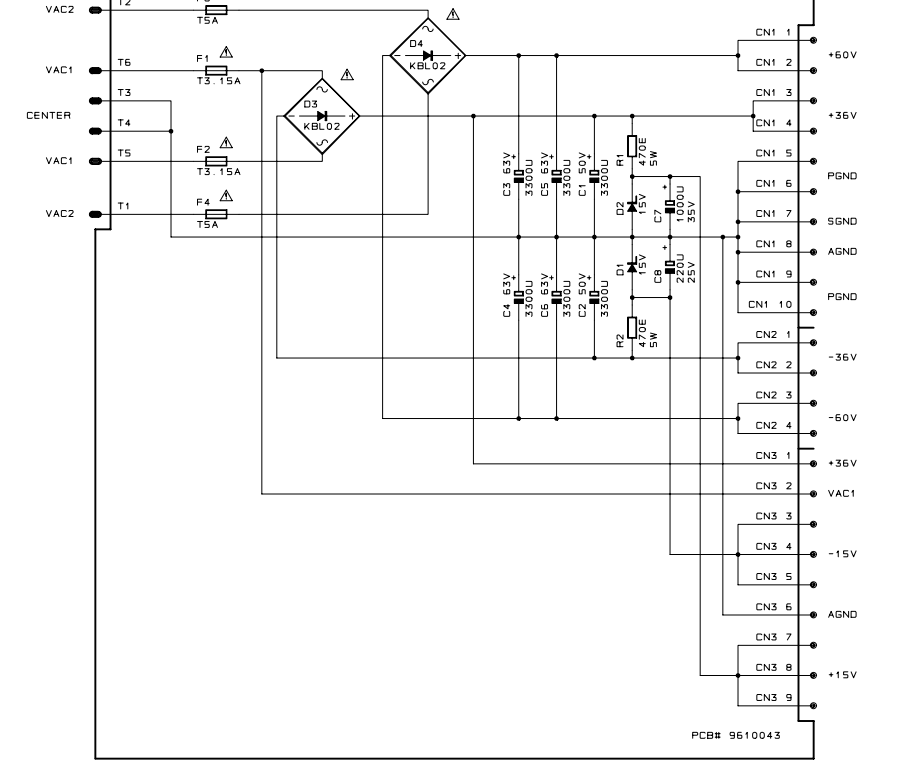 T2
VAC2
T5A
CN1 1
+60V
D4
KBL02
CN1 2
F1
T6
VAC1
T3.15A
T3
CN1 3
+36V
D3
KBL02
CENTER
T4
CN1 4
R1
470E
5W
C3 63V+
3300U
C5 63V+
3300U
C1 50V+
3300U
T5
VAC1
F2
T3.15A
CN1 5
PGND
CN1 6
D2
15V
C7
+
1000U
35V
T1
VAC2
F4
T5A
CN1 7
SGND
CN1 8
AGND
D1
15V
C8
+
220U
25V
CN1 9
PGND
CN1 10
C4 63V+
3300U
C6 63V+
3300U
C2 50V+
3300U
R2
470E
5W
CN2 1
-36V
CN2 2
CN2 3
-60V
CN2 4
CN3 1
+36V
CN3 2
VAC1
CN3 3
CN3 4
-15V
CN3 5
CN3 6
AGND
CN3 7
CN3 8
+15V
CN3 9
PCB# 9610043